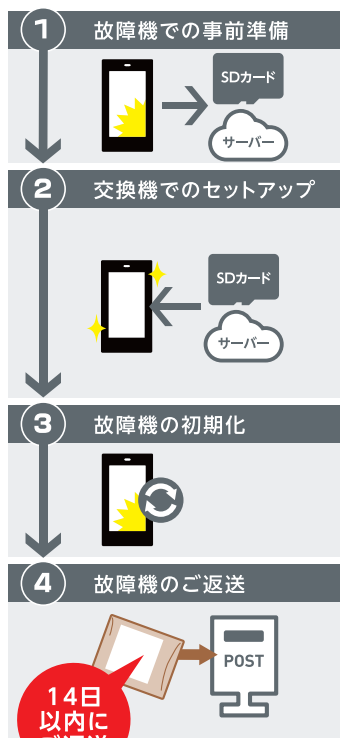 1 故障機での事前準備
SDカード
サーバー
2 交換機でのセットアップ
SDカード
サーバー
3 故障機の初期化
4 故障機のご返送
POST
14日
以内に